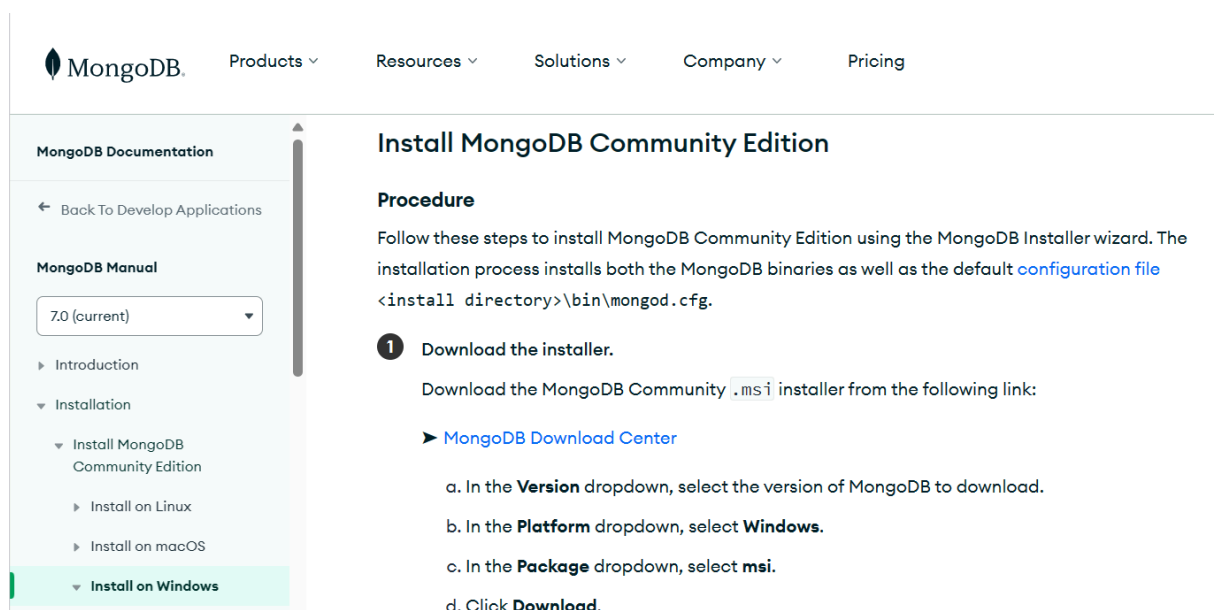 MongoDB.
Products
Resources
Solutions
Company
Pricing
MongoDB Documentation
Back To Develop Applications
MongoDB Manual
7.0 (current)
Introduction
Installation
Install MongoDB
Community Edition
Install on Linux
Install on macOS
Install on Windows
Install MongoDB Community Edition
Procedure
Follow these steps to install MongoDB Community Edition using the MongoDB Installer wizard. The
installation process installs both the MongoDB binaries as well as the default configuration file
<install directory>\bin\mongod.cfg.
1 Download the installer.
Download the MongoDB Community .msi installer from the following link:
➤ MongoDB Download Center
a. In the Version dropdown, select the version of MongoDB to download.
b. In the Platform dropdown, select Windows.
c. In the Package dropdown, select msi.
d. Click Download.